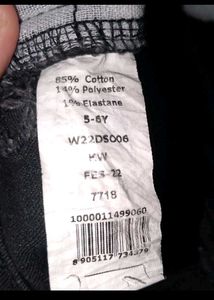 85% Cotton
14% Polyester
1% Elastane
5-6Y
W22DS006
KW
FEB-22
7718
1000011499060
8 905117 734379